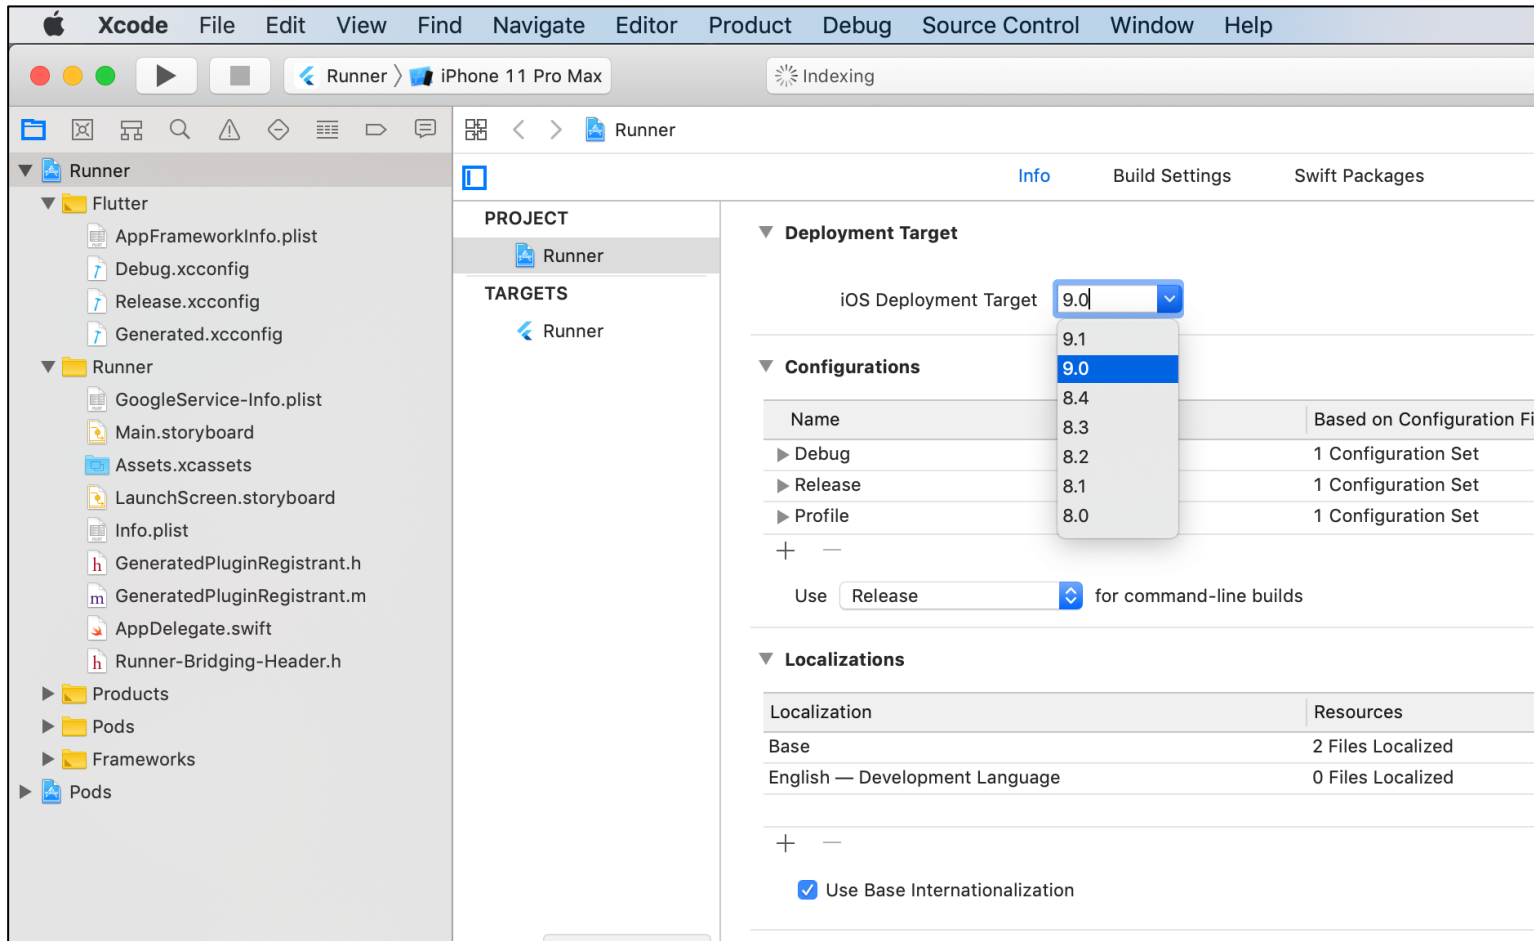 Xcode File Edit View Find Navigate Editor Product Debug Source Control Window Help
Runner iPhone 11 Pro Max Indexing
Runner
Info Build Settings Swift Packages
Runner
Flutter
AppFrameworkInfo.plist
Debug.xcconfig
Release.xcconfig
Generated.xcconfig
Runner
GoogleService-Info.plist
Main.storyboard
Assets.xcassets
LaunchScreen.storyboard
Info.plist
GeneratedPluginRegistrant.h
GeneratedPluginRegistrant.m
AppDelegate.swift
Runner-Bridging-Header.h
Products
Pods
Frameworks
Pods
PROJECT
Runner
TARGETS
Runner
Deployment Target
iOS Deployment Target 9.0
9.1
9.0
8.4
8.3
8.2
8.1
8.0
Configurations
Name Based on Configuration Fi
Debug 1 Configuration Set
Release 1 Configuration Set
Profile 1 Configuration Set
Use Release for command-line builds
Localizations
Localization Resources
Base 2 Files Localized
English — Development Language 0 Files Localized
Use Base Internationalization